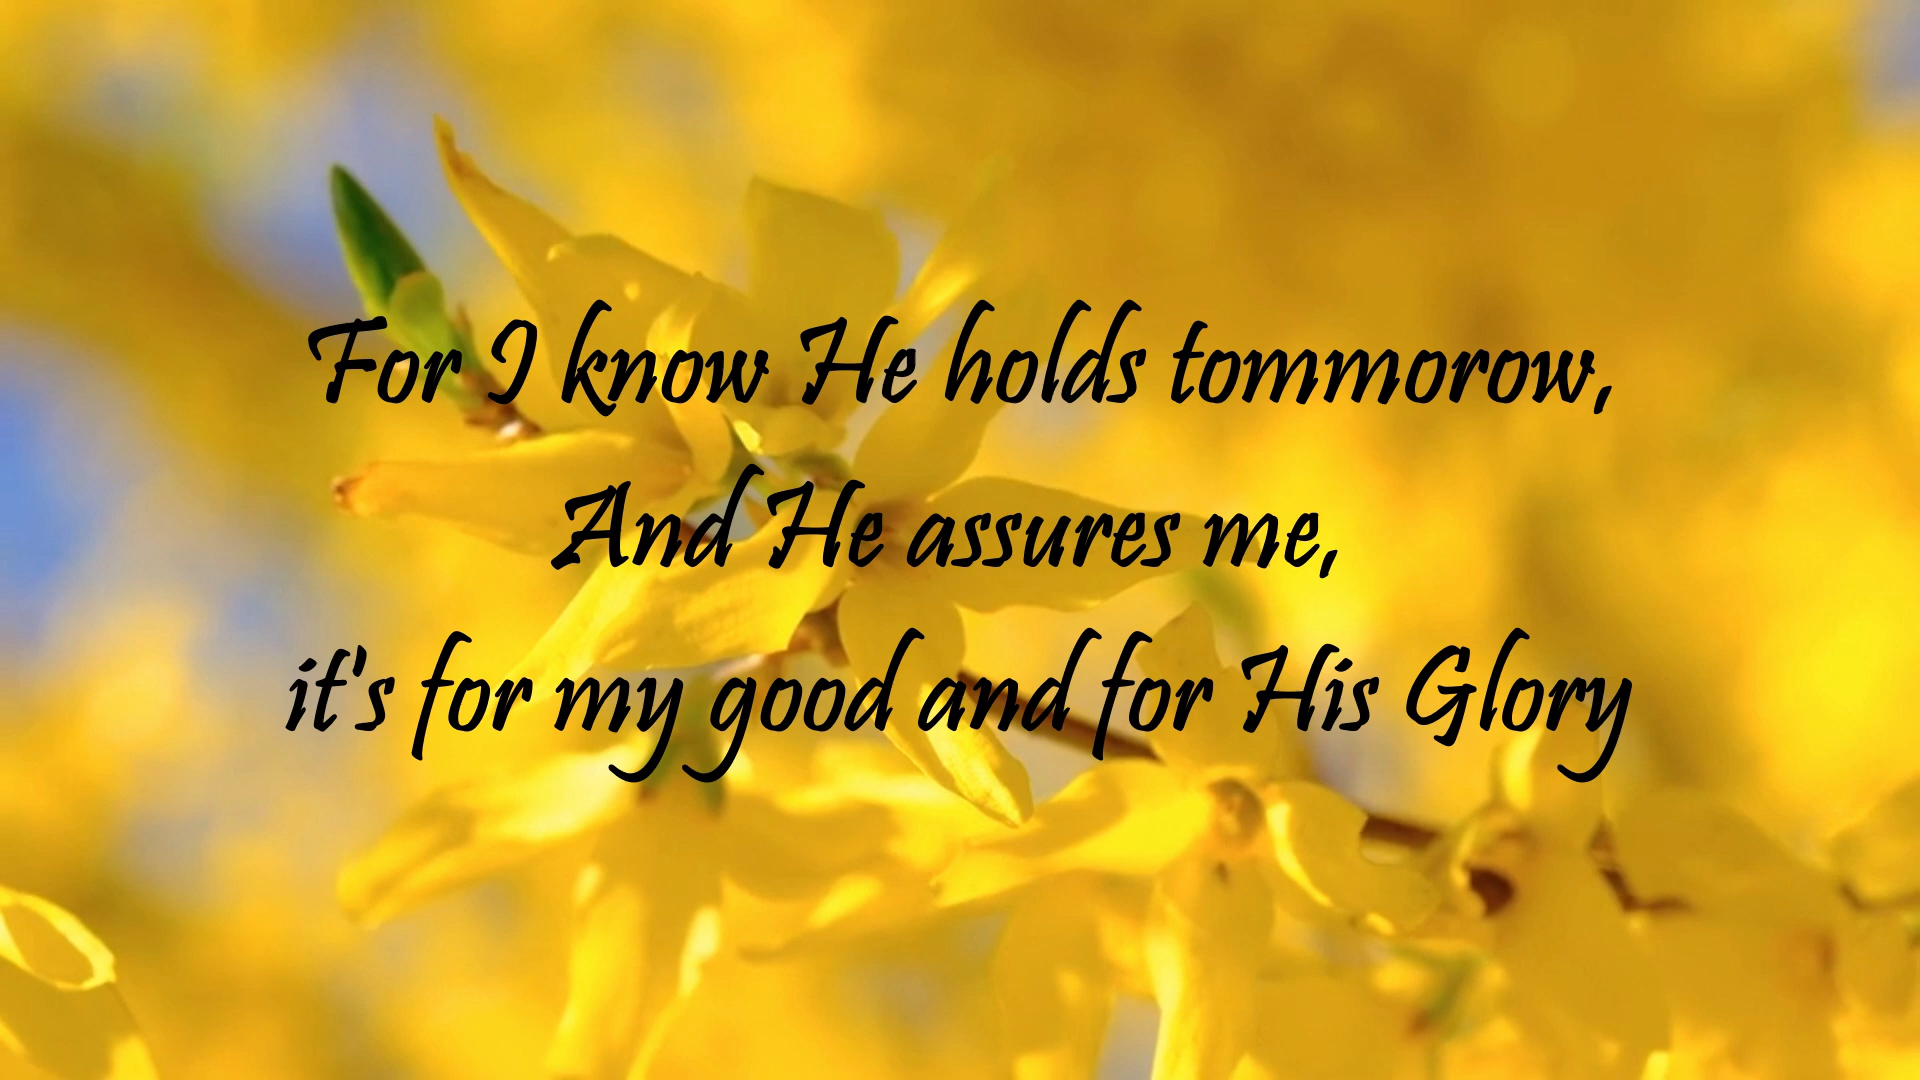 For I know He holds tommorow,
And He assures me,
it's for my good and for His Glory